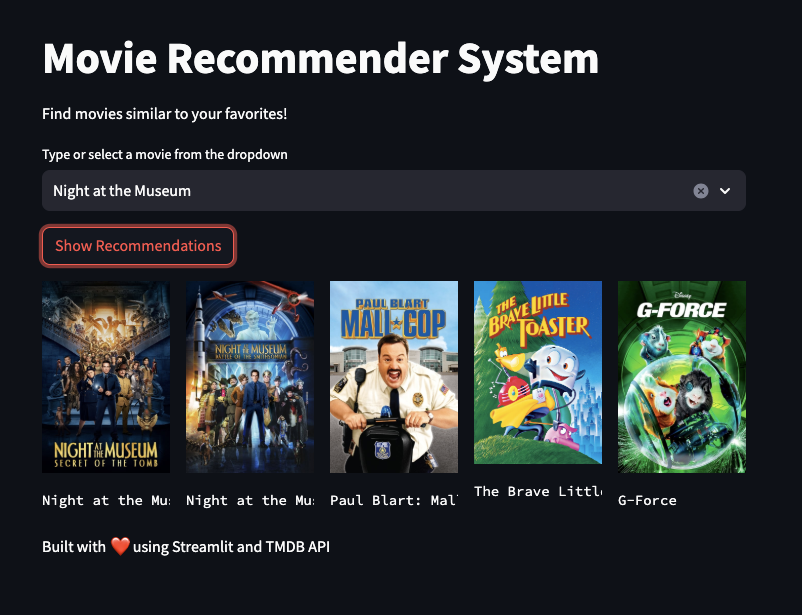 Movie Recommender System
Find movies similar to your favorites!
Type or select a movie from the dropdown
Night at the Museum
Show Recommendations
NIGHT AT THE MUSEUM
SECRET OF THE TOMB
NIGHT AT THE MUSEUM
BATTLE OF THE SMITHSONIAN
PAUL BLART
MALL COP
THE
BRAVE LITTLE
TOASTER
Disney
G-FORCE
Night at the Mu
Night at the Mu
Paul Blart: Mal
The Brave Little
G-Force
Built with ❤️ using Streamlit and TMDB API